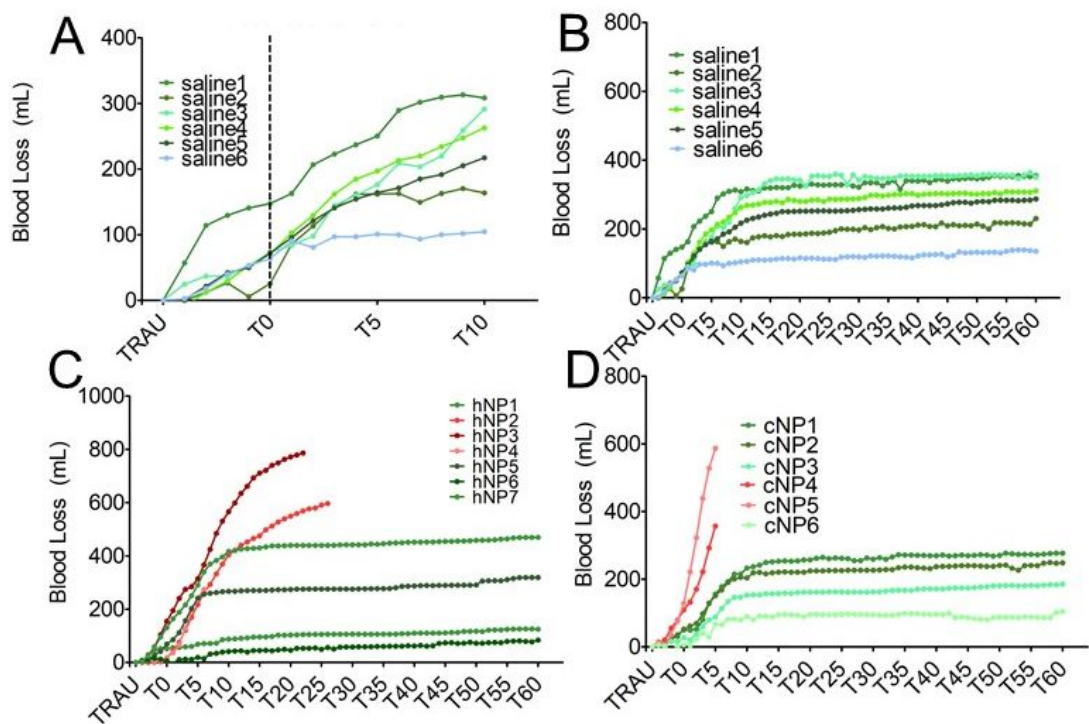 A
Blood Loss (mL)
400
300
200
100
0
saline1
saline2
saline3
saline4
saline5
saline6
TRAU
T0
T5
T10
B
Blood Loss (mL)
800
600
400
200
0
saline1
saline2
saline3
saline4
saline5
saline6
TRAU
T0
T5
T10
T15
T20
T25
T30
T35
T40
T45
T50
T55
T60
C
Blood Loss (mL)
1000
800
600
400
200
0
hNP1
hNP2
hNP3
hNP4
hNP5
hNP6
hNP7
TRAU
T0
T5
T10
T15
T20
T25
T30
T35
T40
T45
T50
T55
T60
D
Blood Loss (mL)
800
600
400
200
0
cNP1
cNP2
cNP3
cNP4
cNP5
cNP6
TRAU
T0
T5
T10
T15
T20
T25
T30
T35
T40
T45
T50
T55
T60